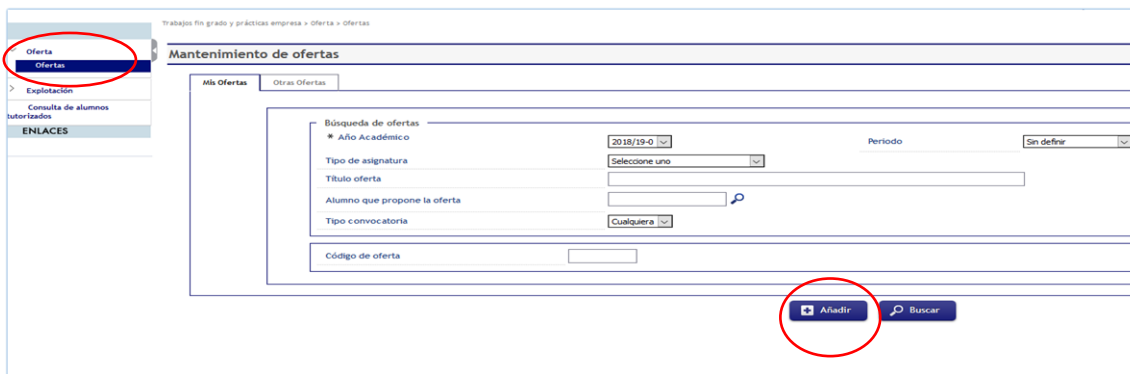 Trabajos fin grado y prácticas empresa > Oferta > Ofertas
Oferta
Ofertas
> Explotación
Consulta de alumnos
tutorizados
ENLACES
Mantenimiento de ofertas
Mis Ofertas Otras Ofertas
Búsqueda de ofertas
* Año Académico 2018/19-0 Periodo Sin definir
Tipo de asignatura Seleccione uno
Título oferta
Alumno que propone la oferta
Tipo convocatoria Cualquiera
Código de oferta
Añadir Buscar